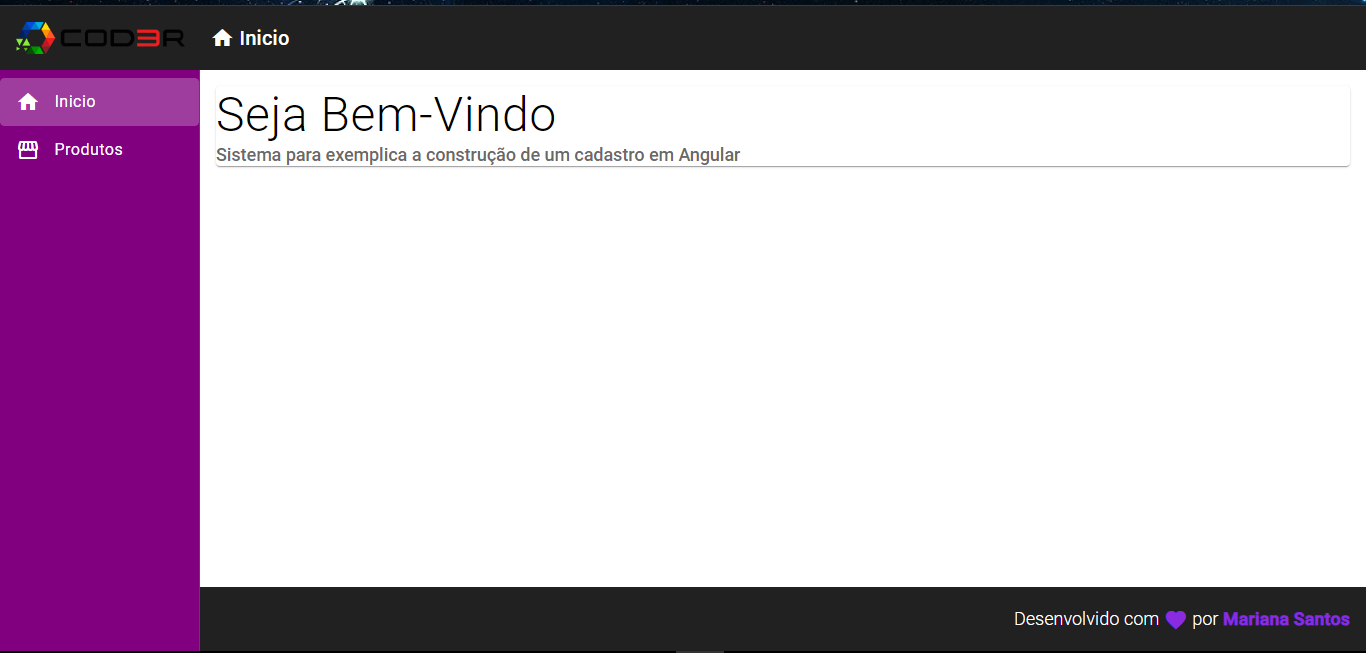 COD3R
Inicio
Inicio
Produtos
Seja Bem-Vindo
Sistema para exemplica a construção de um cadastro em Angular
Desenvolvido com por Mariana Santos